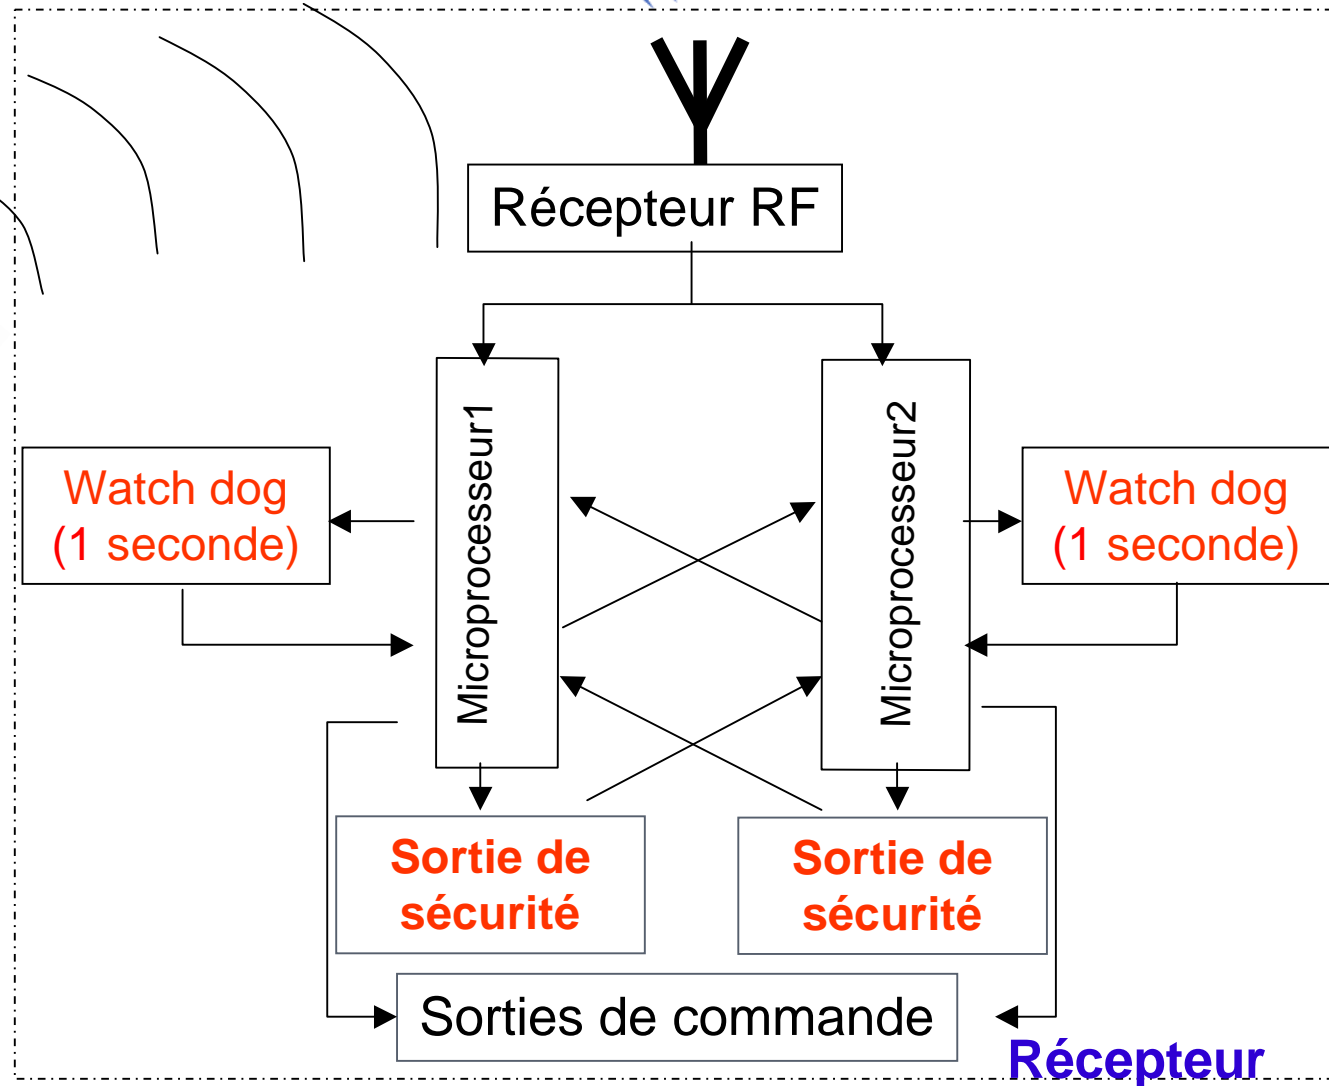 Récepteur RF
Microprocesseur1
Microprocesseur2
Watch dog
(1 seconde)
Watch dog
(1 seconde)
Sortie de
sécurité
Sortie de
sécurité
Sorties de commande
Récepteur